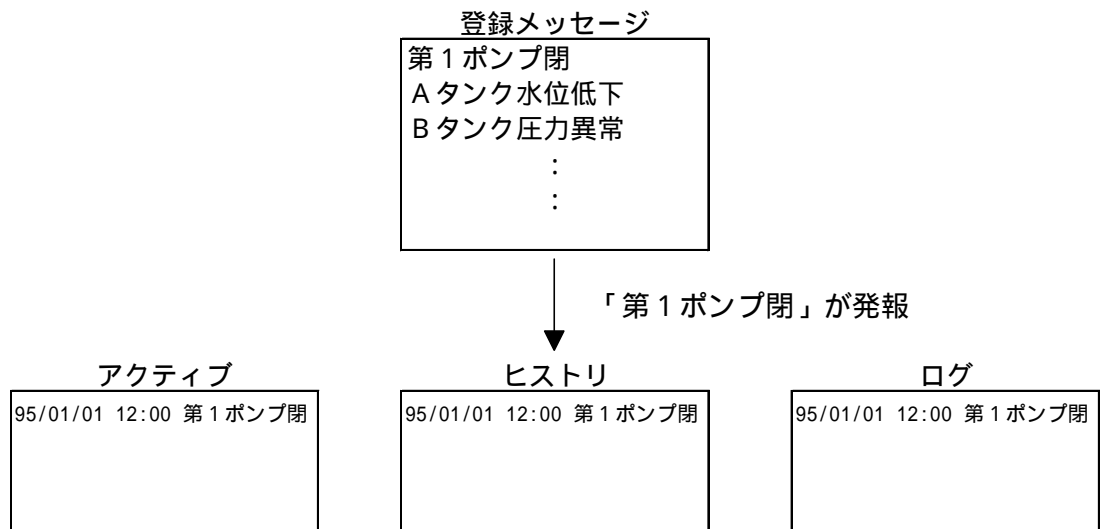 登録メッセージ
第１ポンプ閉
Ａタンク水位低下
Ｂタンク圧力異常
：
：
「第１ポンプ閉」が発報
アクティブ
ヒストリ
ログ
95/01/01 12:00 第１ポンプ閉
95/01/01 12:00 第１ポンプ閉
95/01/01 12:00 第１ポンプ閉